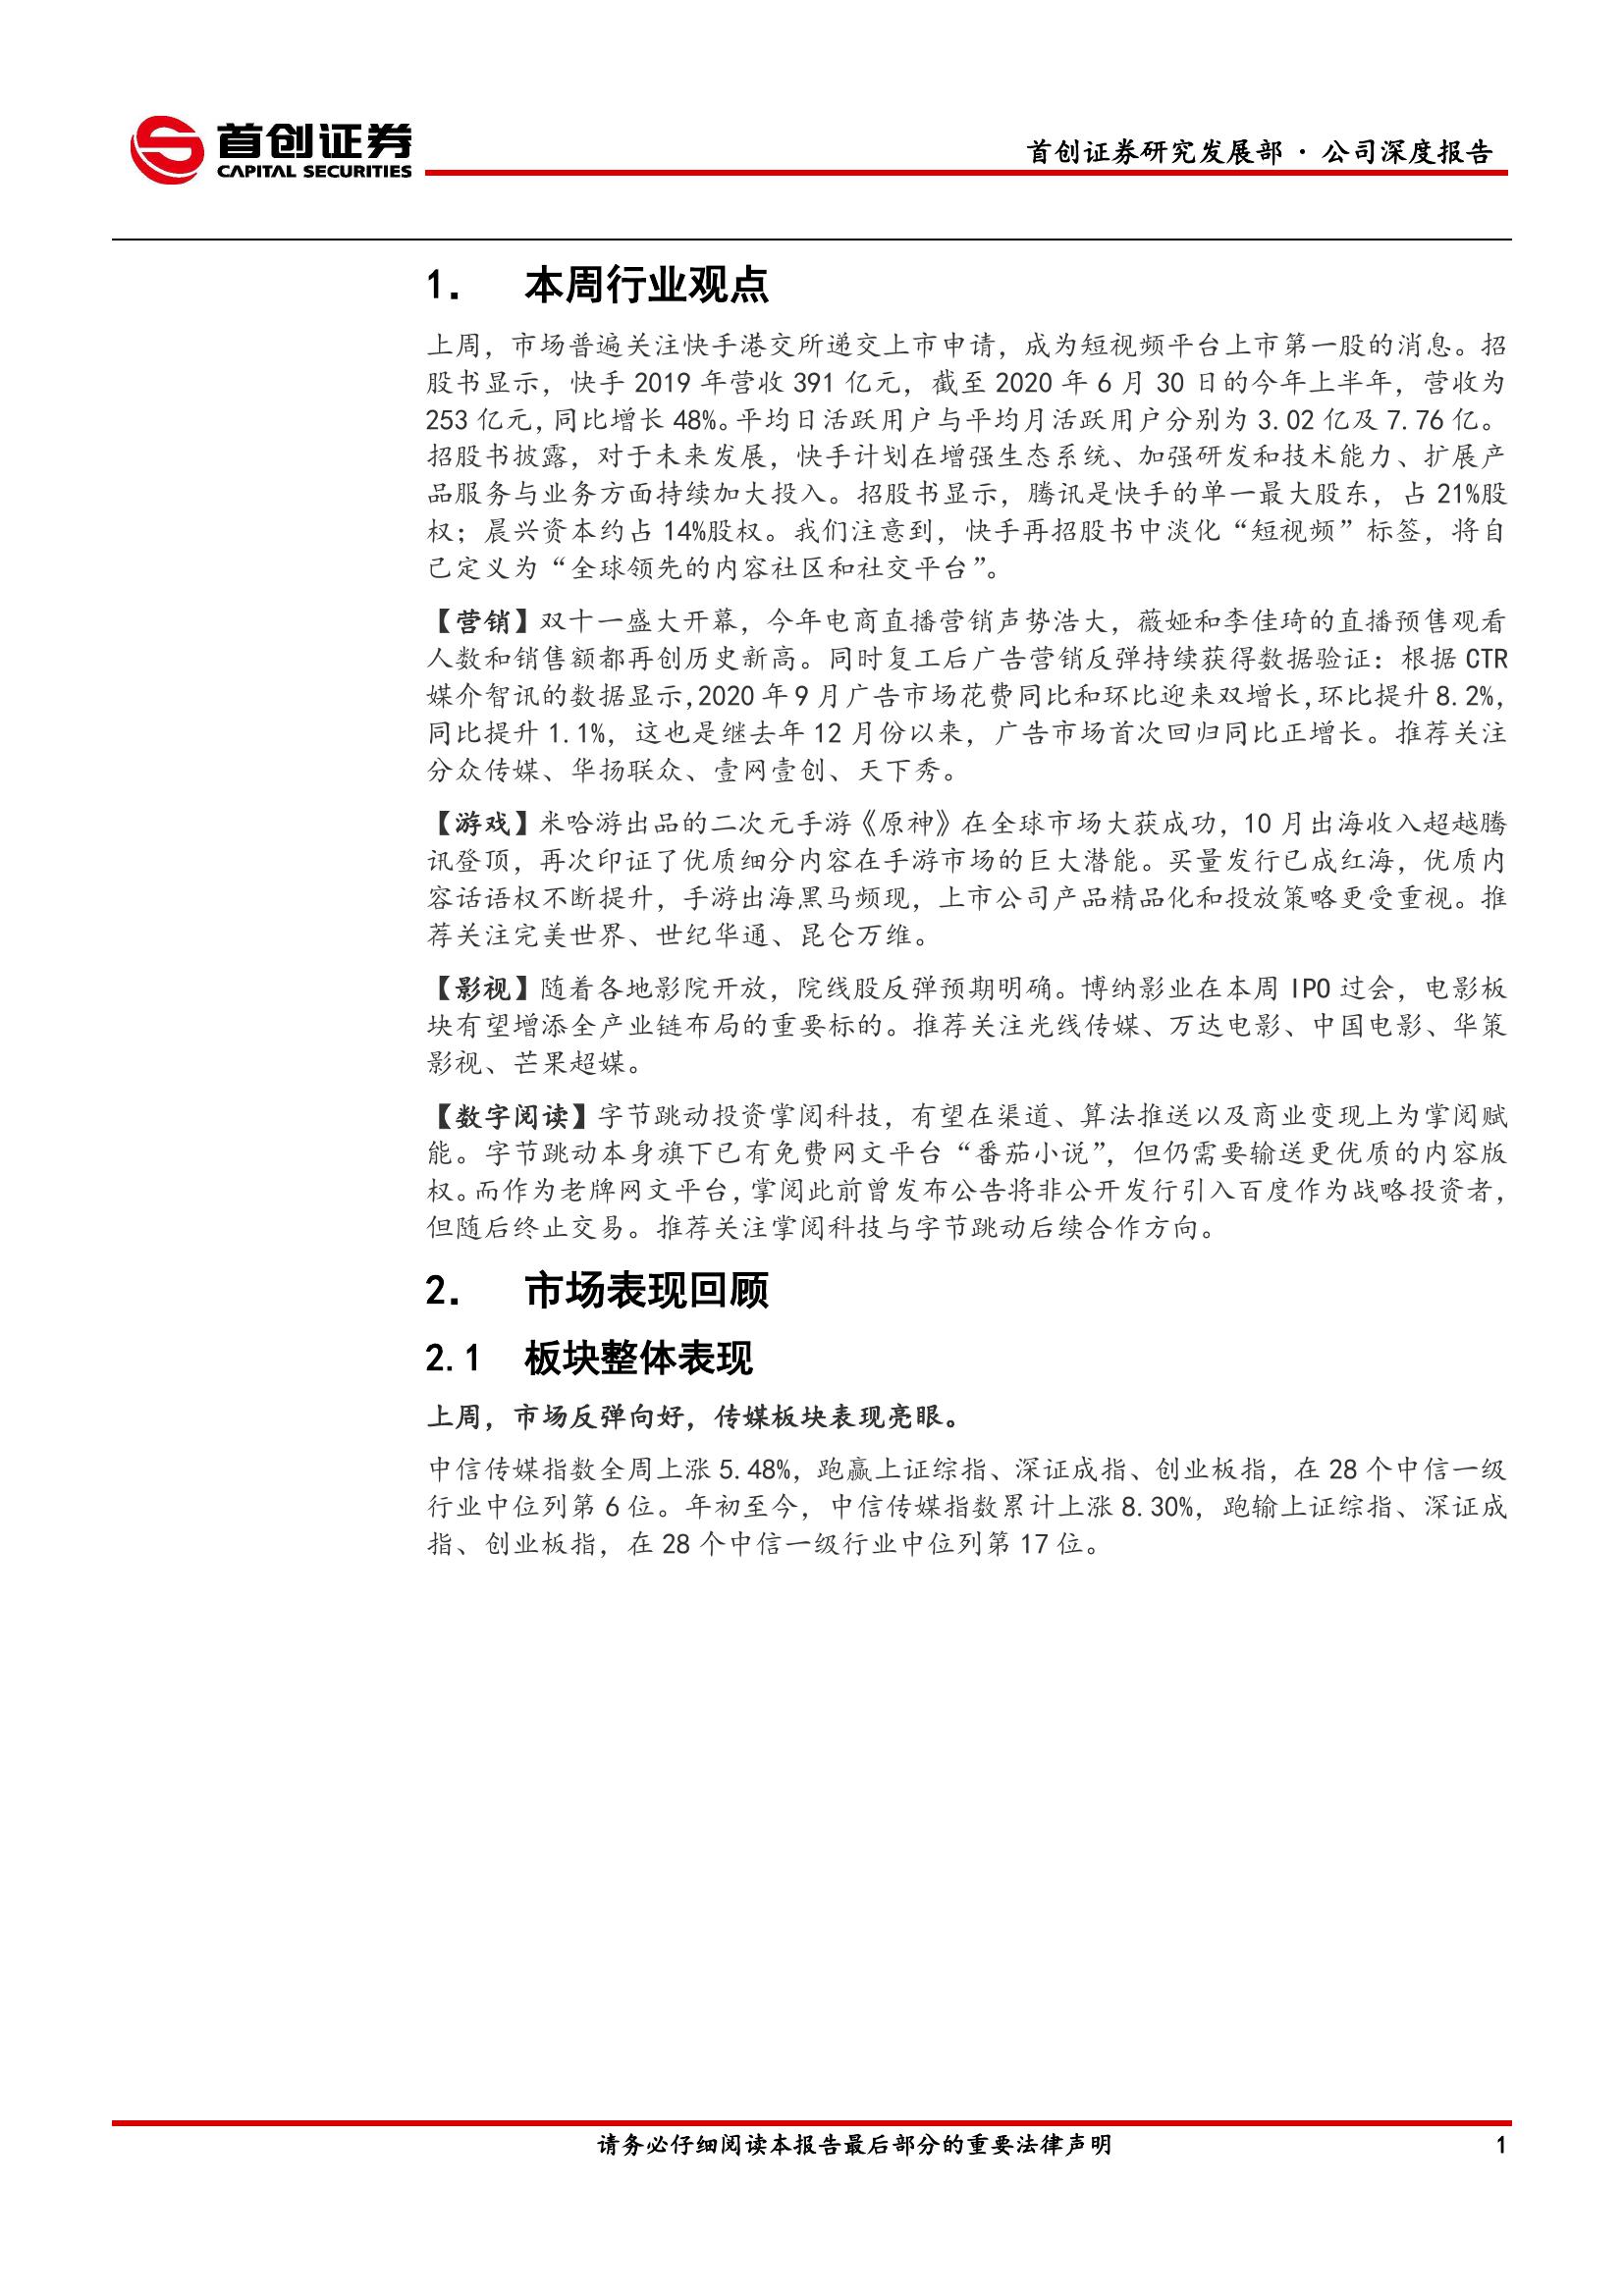 首创证券
CAPITAL SECURITIES
首创证券研究发展部 · 公司深度报告
1. 本周行业观点
上周，市场普遍关注快手港交所递交上市申请，成为短视频平台上市第一股的消息。招
股书显示，快手 2019 年营收 391 亿元，截至 2020 年 6 月 30 日的今年上半年，营收为
253 亿元，同比增长 48%。平均日活跃用户与平均月活跃用户分别为 3.02 亿及 7.76 亿。
招股书披露，对于未来发展，快手计划在增强生态系统、加强研发和技术能力、扩展产
品服务与业务方面持续加大投入。招股书显示，腾讯是快手的单一最大股东，占 21%股
权；晨兴资本约占 14%股权。我们注意到，快手再招股书中淡化“短视频”标签，将自
己定义为“全球领先的内容社区和社交平台”。
【营销】双十一盛大开幕，今年电商直播营销声势浩大，薇娅和李佳琦的直播预售观看
人数和销售额都再创历史新高。同时复工后广告营销反弹持续获得数据验证：根据 CTR
媒介智讯的数据显示，2020 年 9 月广告市场花费同比和环比迎来双增长，环比提升 8.2%，
同比提升 1.1%，这也是继去年 12 月份以来，广告市场首次回归同比正增长。推荐关注
分众传媒、华扬联众、壹网壹创、天下秀。
【游戏】米哈游出品的二次元手游《原神》在全球市场大获成功，10 月出海收入超越腾
讯登顶，再次印证了优质细分内容在手游市场的巨大潜能。买量发行已成红海，优质内
容话语权不断提升，手游出海黑马频现，上市公司产品精品化和投放策略更受重视。推
荐关注完美世界、世纪华通、昆仑万维。
【影视】随着各地影院开放，院线股反弹预期明确。博纳影业在本周 IPO 过会，电影板
块有望增添全产业链布局的重要标的。推荐关注光线传媒、万达电影、中国电影、华策
影视、芒果超媒。
【数字阅读】字节跳动投资掌阅科技，有望在渠道、算法推送以及商业变现上为掌阅赋
能。字节跳动本身旗下已有免费网文平台“番茄小说”，但仍需要输送更优质的内容版
权。而作为老牌网文平台，掌阅此前曾发布公告将非公开发行引入百度作为战略投资者，
但随后终止交易。推荐关注掌阅科技与字节跳动后续合作方向。
2. 市场表现回顾
2.1 板块整体表现
上周，市场反弹向好，传媒板块表现亮眼。
中信传媒指数全周上涨 5.48%，跑赢上证综指、深证成指、创业板指，在 28 个中信一级
行业中位列第 6 位。年初至今，中信传媒指数累计上涨 8.30%，跑输上证综指、深证成
指、创业板指，在 28 个中信一级行业中位列第 17 位。
请务必仔细阅读本报告最后部分的重要法律声明
1